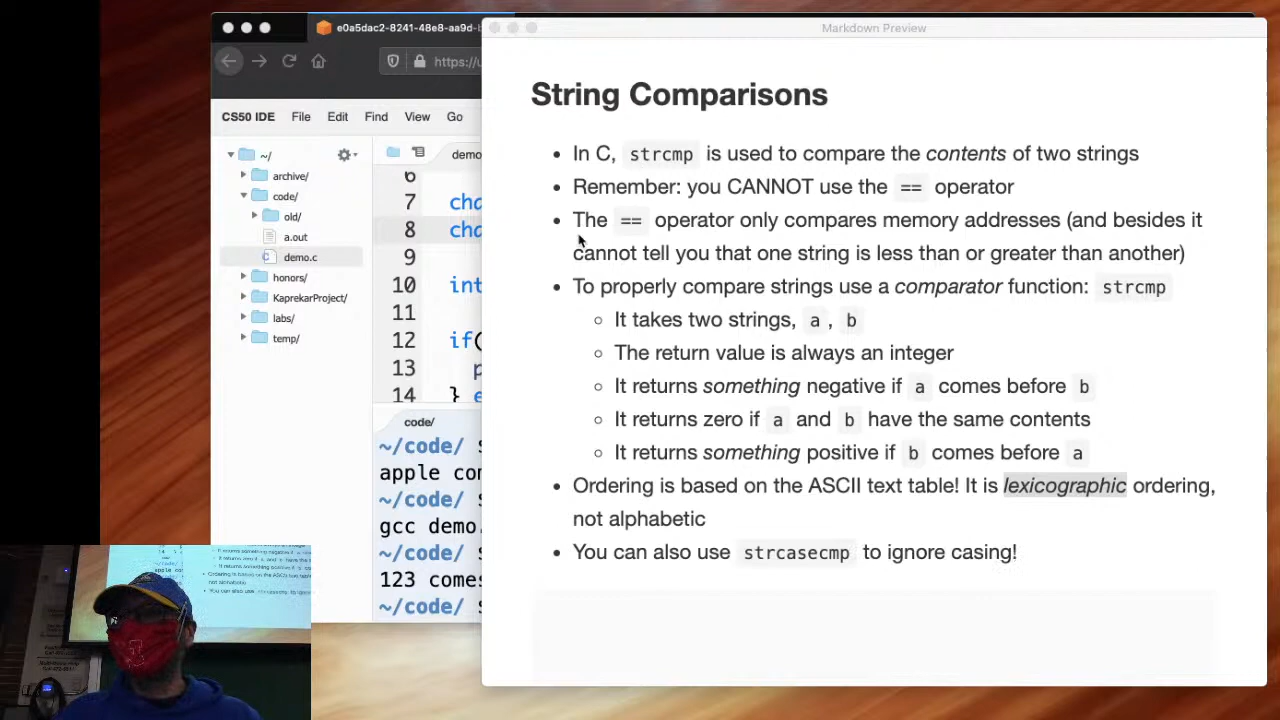 e0a5dac2-8241-48e8-aa9d-
Markdown Preview
https://u
CS50 IDE File Edit Find View Go
~/
archive/
code/
old/
a.out
demo.c
honors/
KaprekarProject/
labs/
temp/
demo
6
7 cha
8 cha
9
10 int
11
12 if(
13 p
14 } e
code/
~/code/
apple com
gcc demo.
~/code/
123 comes
~/code/
String Comparisons
In C, strcmp is used to compare the contents of two strings
Remember: you CANNOT use the == operator
The == operator only compares memory addresses (and besides it
cannot tell you that one string is less than or greater than another)
To properly compare strings use a comparator function: strcmp
It takes two strings, a , b
The return value is always an integer
It returns something negative if a comes before b
It returns zero if a and b have the same contents
It returns something positive if b comes before a
Ordering is based on the ASCII text table! It is lexicographic ordering,
not alphabetic
You can also use strcasecmp to ignore casing!